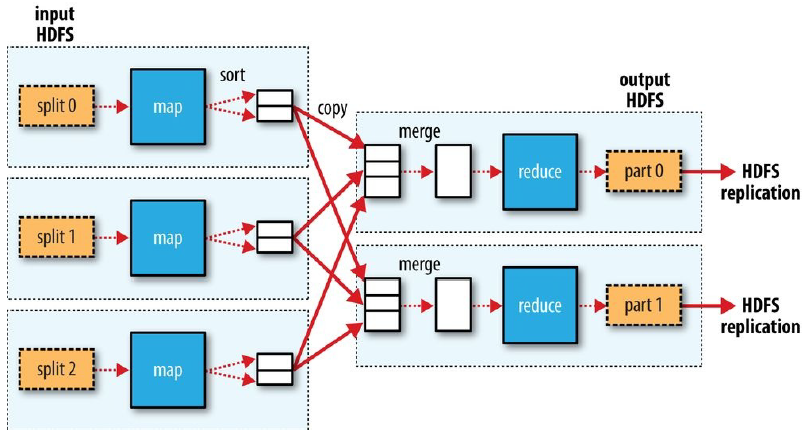 input
HDFS
split 0
map
sort
copy
split 1
map
split 2
map
output
HDFS
merge
reduce
part 0
HDFS
replication
merge
reduce
part 1
HDFS
replication